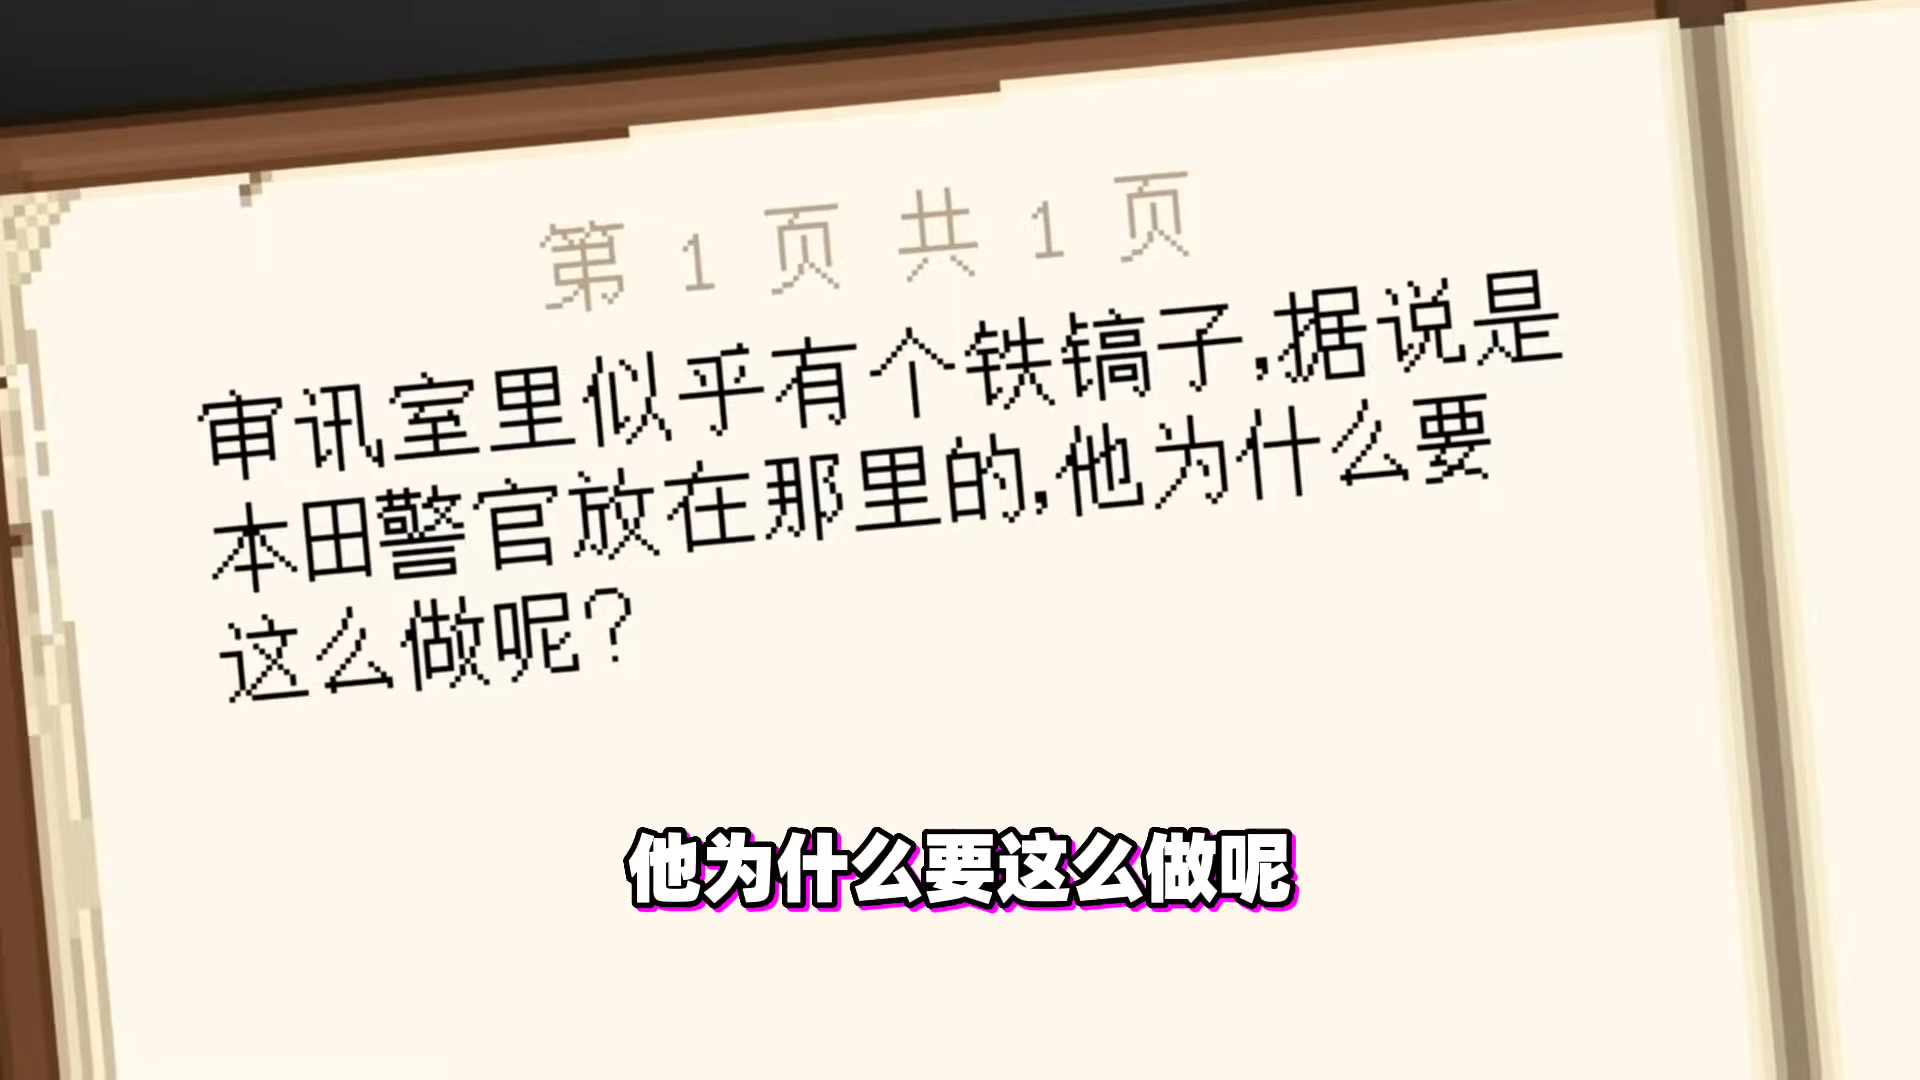 第 1 页 共 1 页
审讯室里似乎有个铁镐子,据说是
本田警官放在那里的,他为什么要
这么做呢?
他为什么要这么做呢